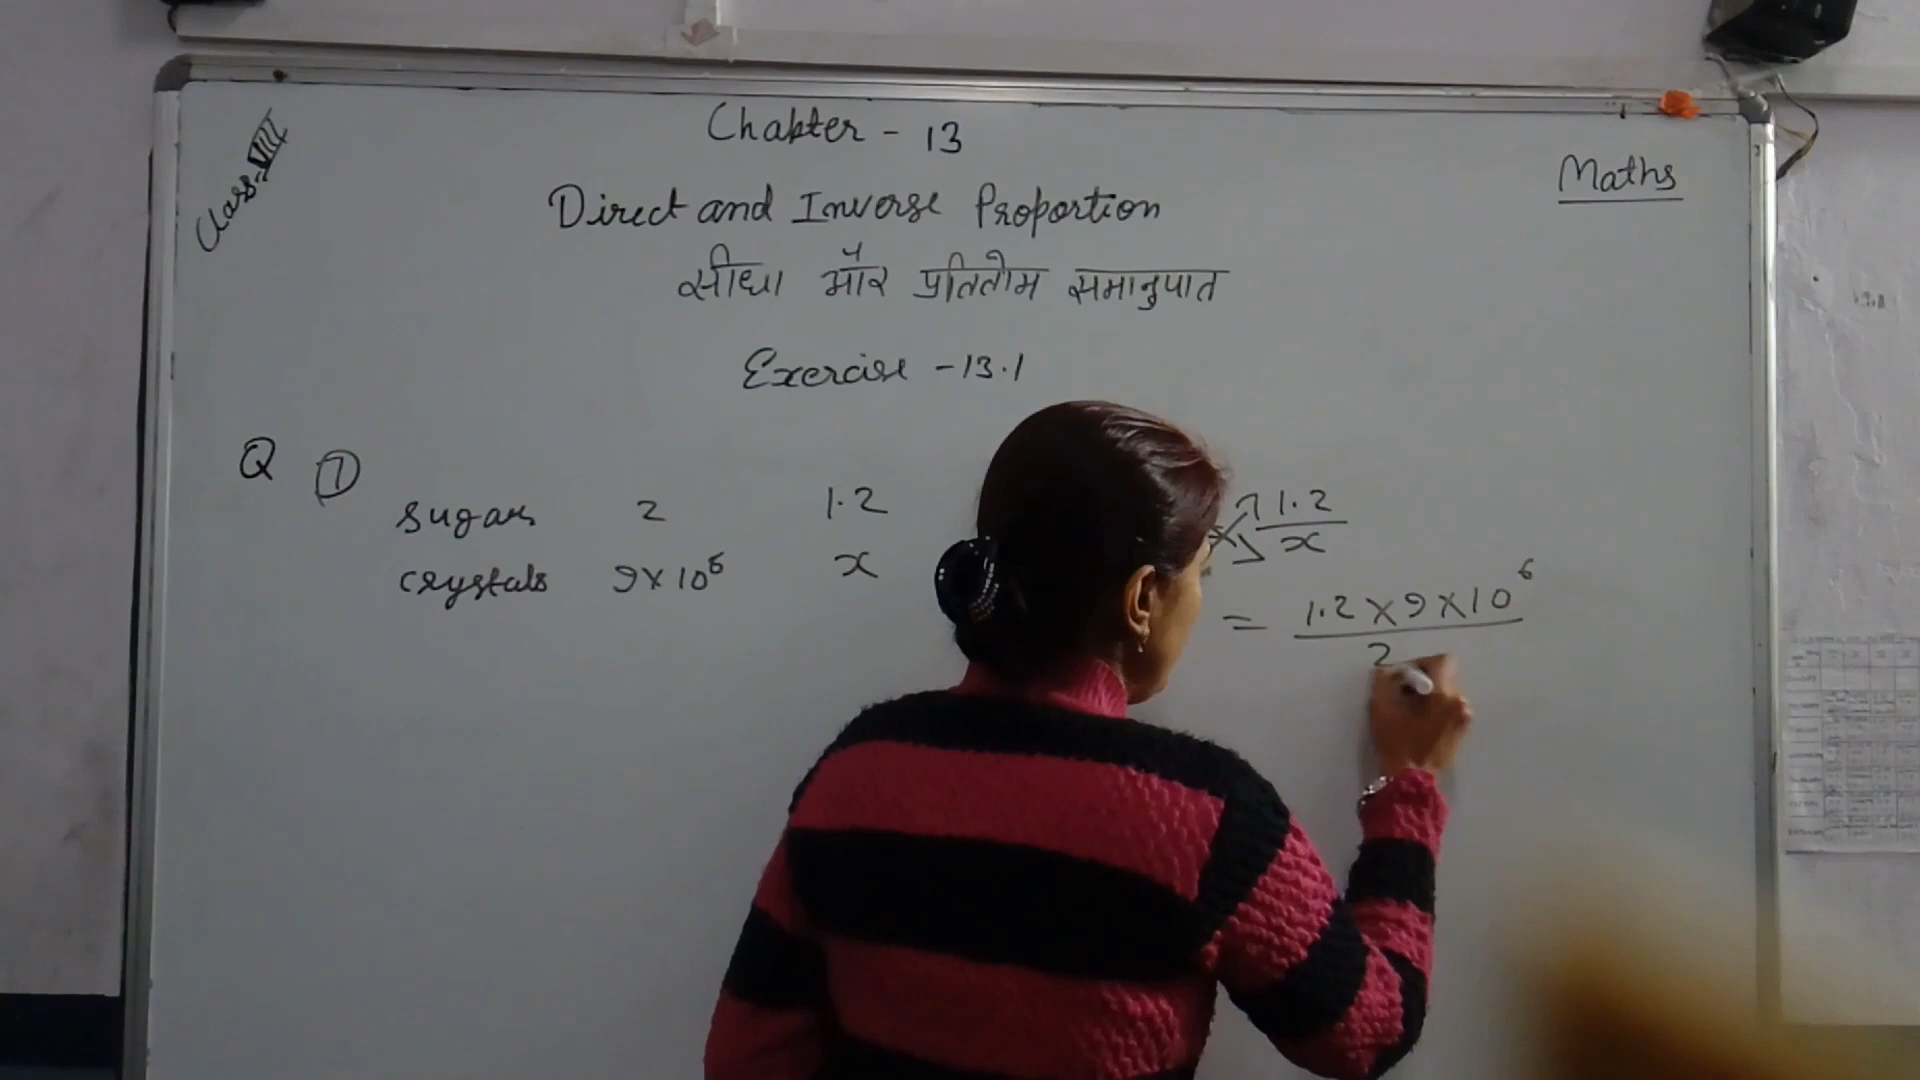 Class-VIII
Chapter - 13
Maths
Direct and Inverse Proportion
सीधा और प्रतिलोम समानुपात
Exercise - 13.1
Q 7
sugar 2 1.2
crystals 9×10⁶ x
1.2
x
= 1.2 × 9 × 10⁶
2